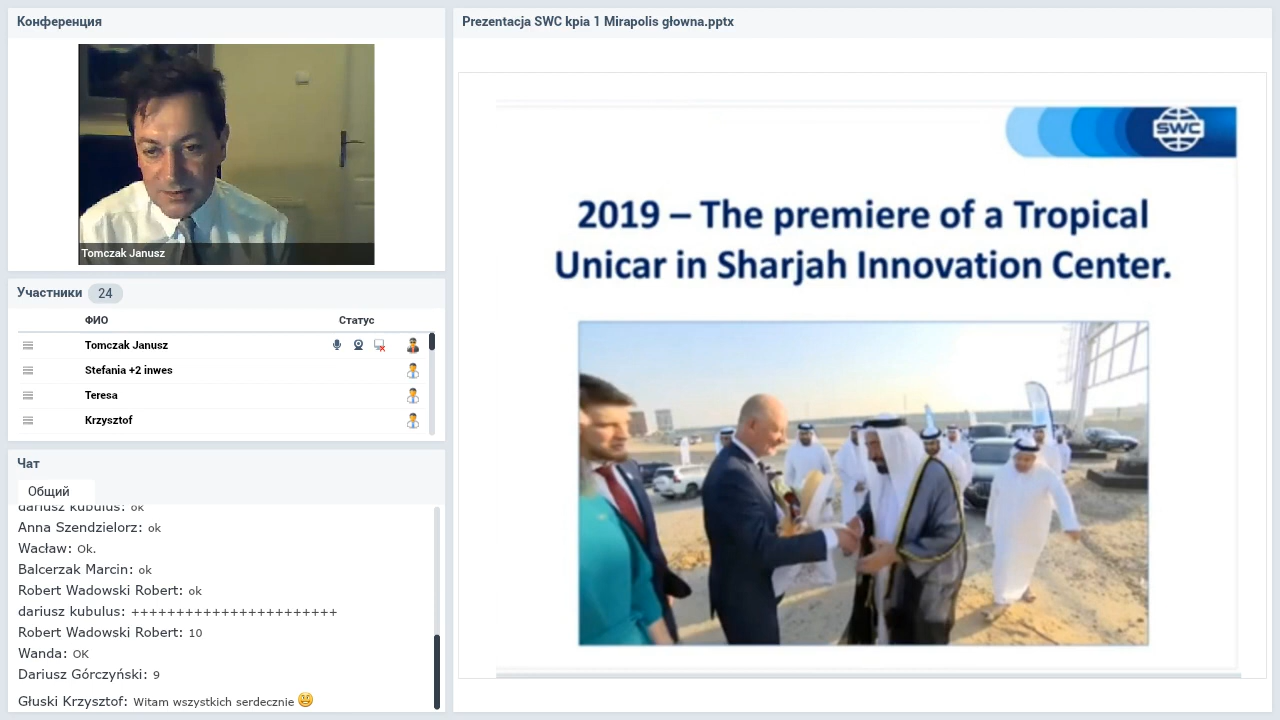 Конференция
Tomczak Janusz
Участники 24
ФИО Статус
Tomczak Janusz
Stefania +2 inwes
Teresa
Krzysztof
Чат
Общий
dariusz kubulus: ok
Anna Szendzielorz: ok
Wacław: Ok.
Balcerzak Marcin: ok
Robert Wadowski Robert: ok
dariusz kubulus: +++++++++++++++++++++++
Robert Wadowski Robert: 10
Wanda: OK
Dariusz Górczyński: 9
Głuski Krzysztof: Witam wszystkich serdecznie
Prezentacja SWC kpia 1 Mirapolis głowna.pptx
SWC
2019 – The premiere of a Tropical
Unicar in Sharjah Innovation Center.